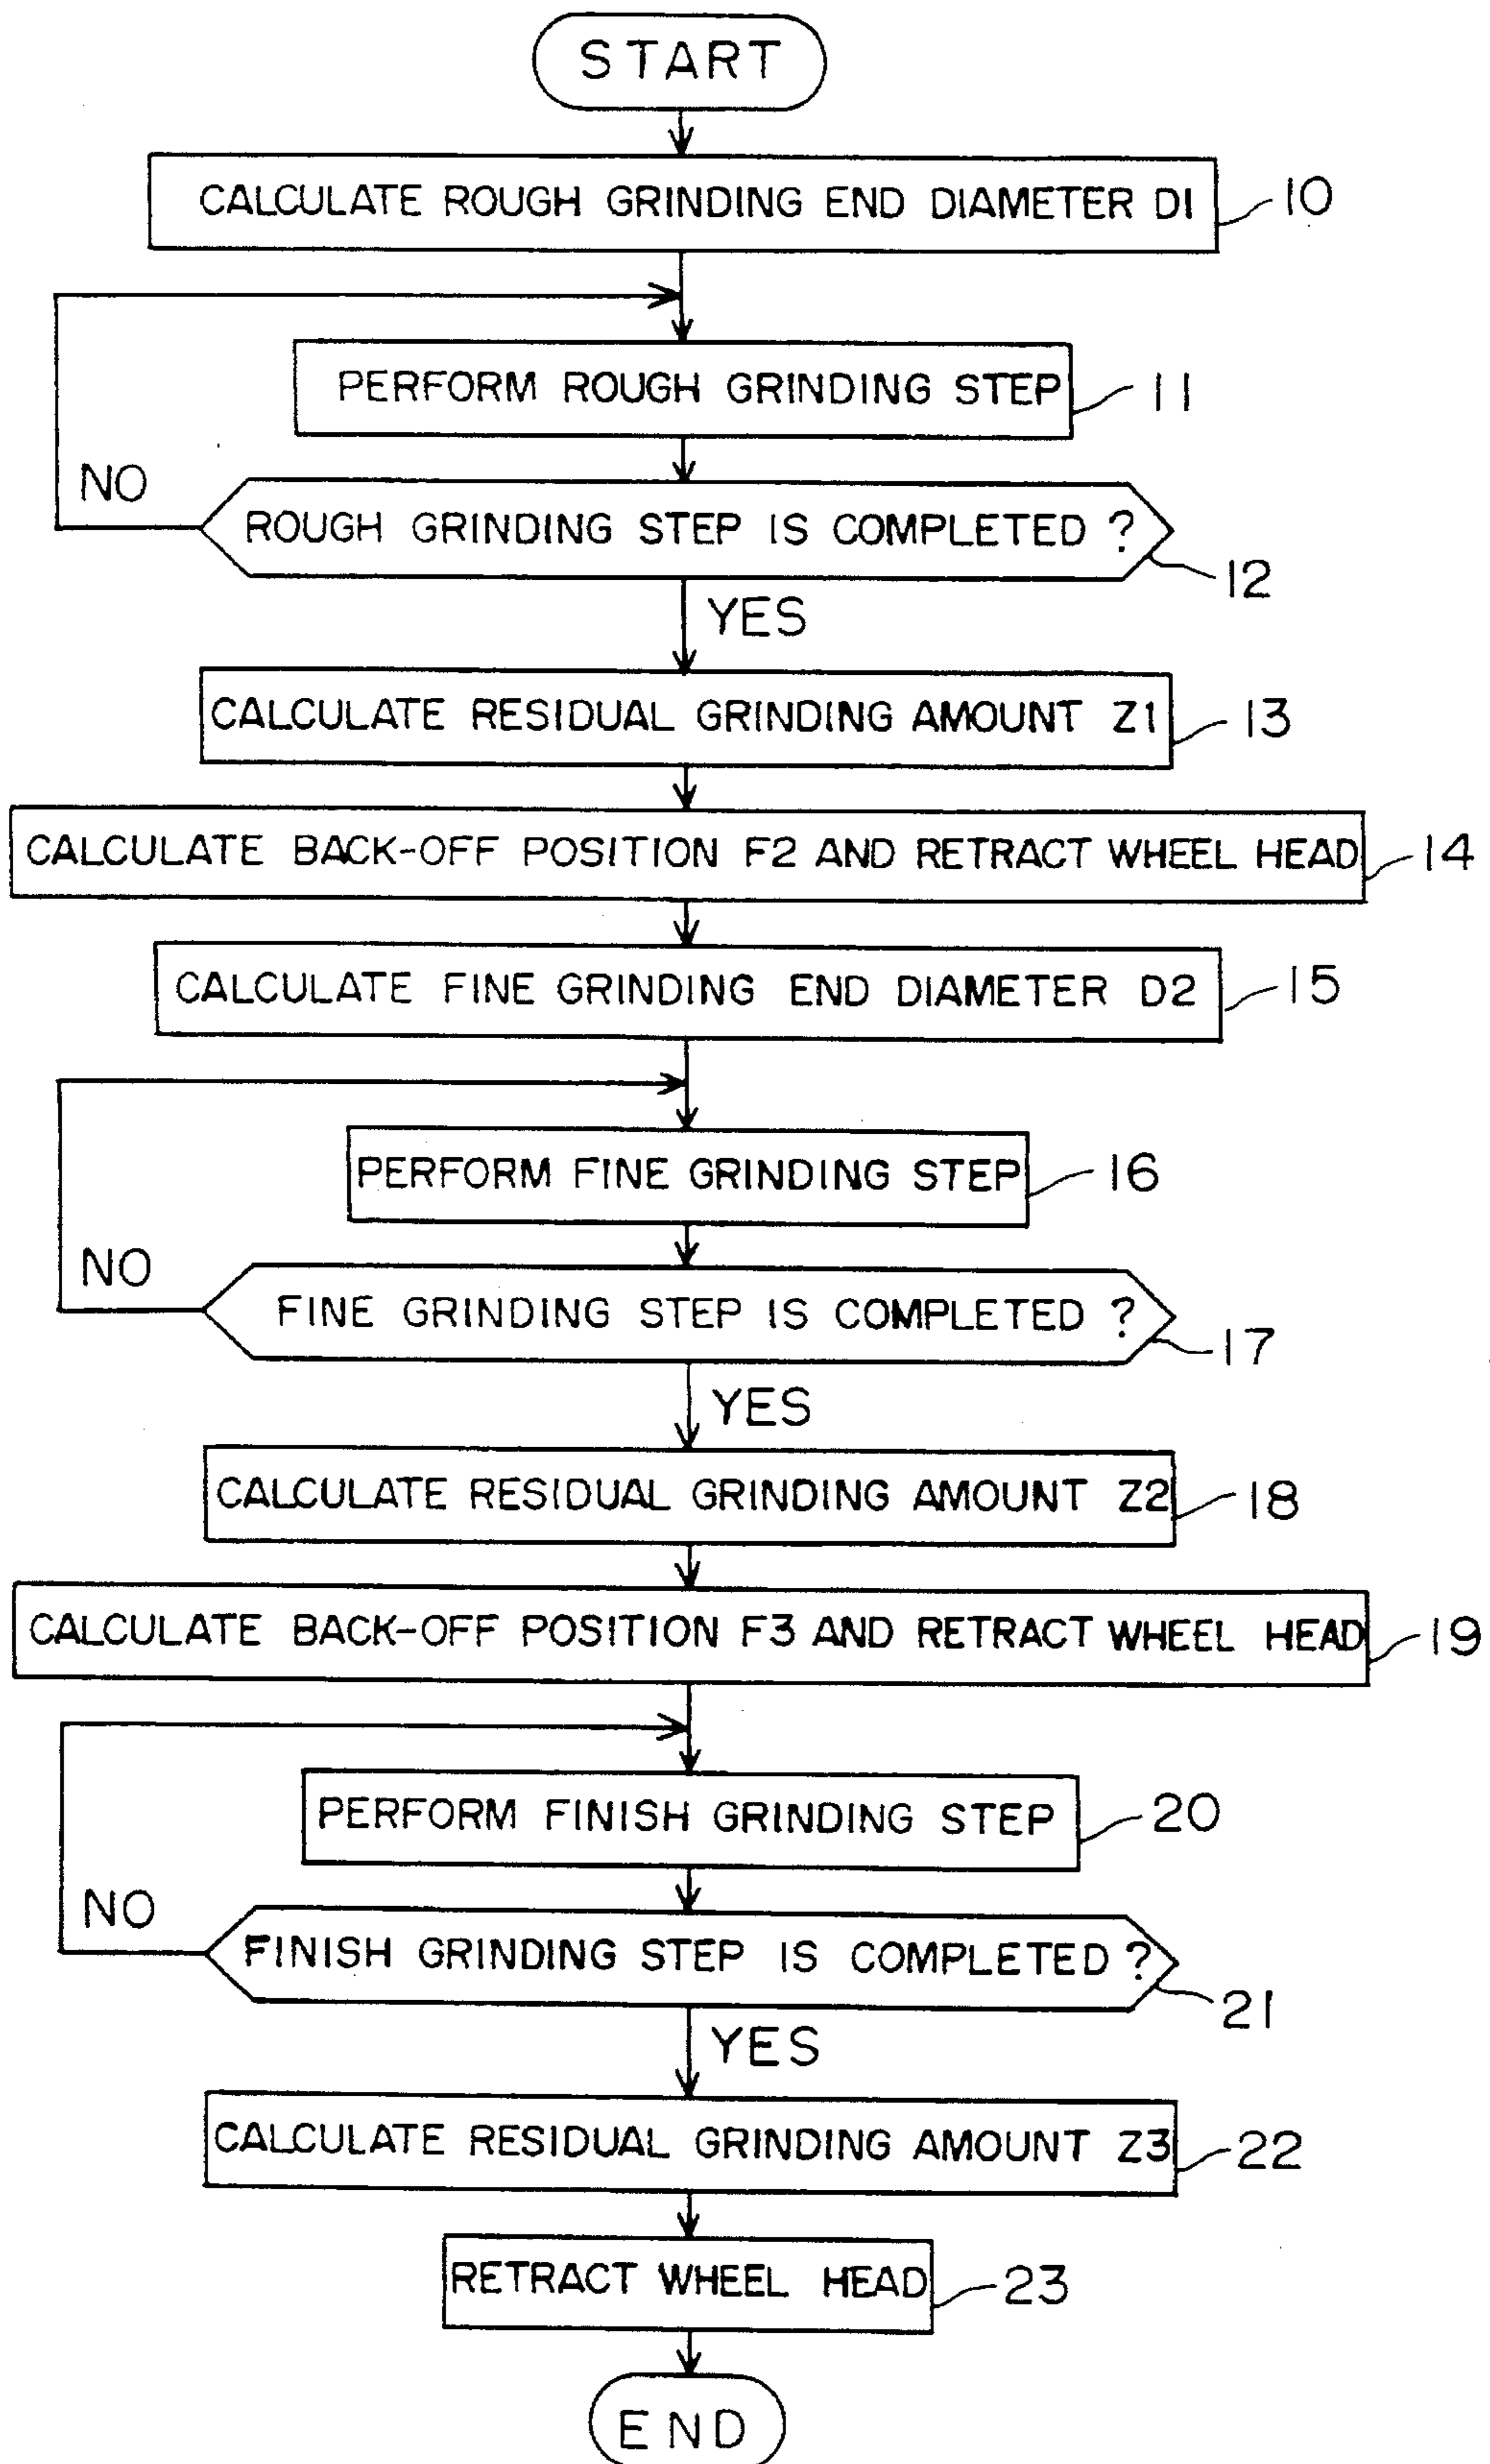 START
CALCULATE ROUGH GRINDING END DIAMETER D1
10
PERFORM ROUGH GRINDING STEP
11
NO
ROUGH GRINDING STEP IS COMPLETED ?
12
YES
CALCULATE RESIDUAL GRINDING AMOUNT Z1
13
CALCULATE BACK-OFF POSITION F2 AND RETRACT WHEEL HEAD
14
CALCULATE FINE GRINDING END DIAMETER D2
15
PERFORM FINE GRINDING STEP
16
NO
FINE GRINDING STEP IS COMPLETED ?
17
YES
CALCULATE RESIDUAL GRINDING AMOUNT Z2
18
CALCULATE BACK-OFF POSITION F3 AND RETRACT WHEEL HEAD
19
PERFORM FINISH GRINDING STEP
20
NO
FINISH GRINDING STEP IS COMPLETED ?
21
YES
CALCULATE RESIDUAL GRINDING AMOUNT Z3
22
RETRACT WHEEL HEAD
23
END